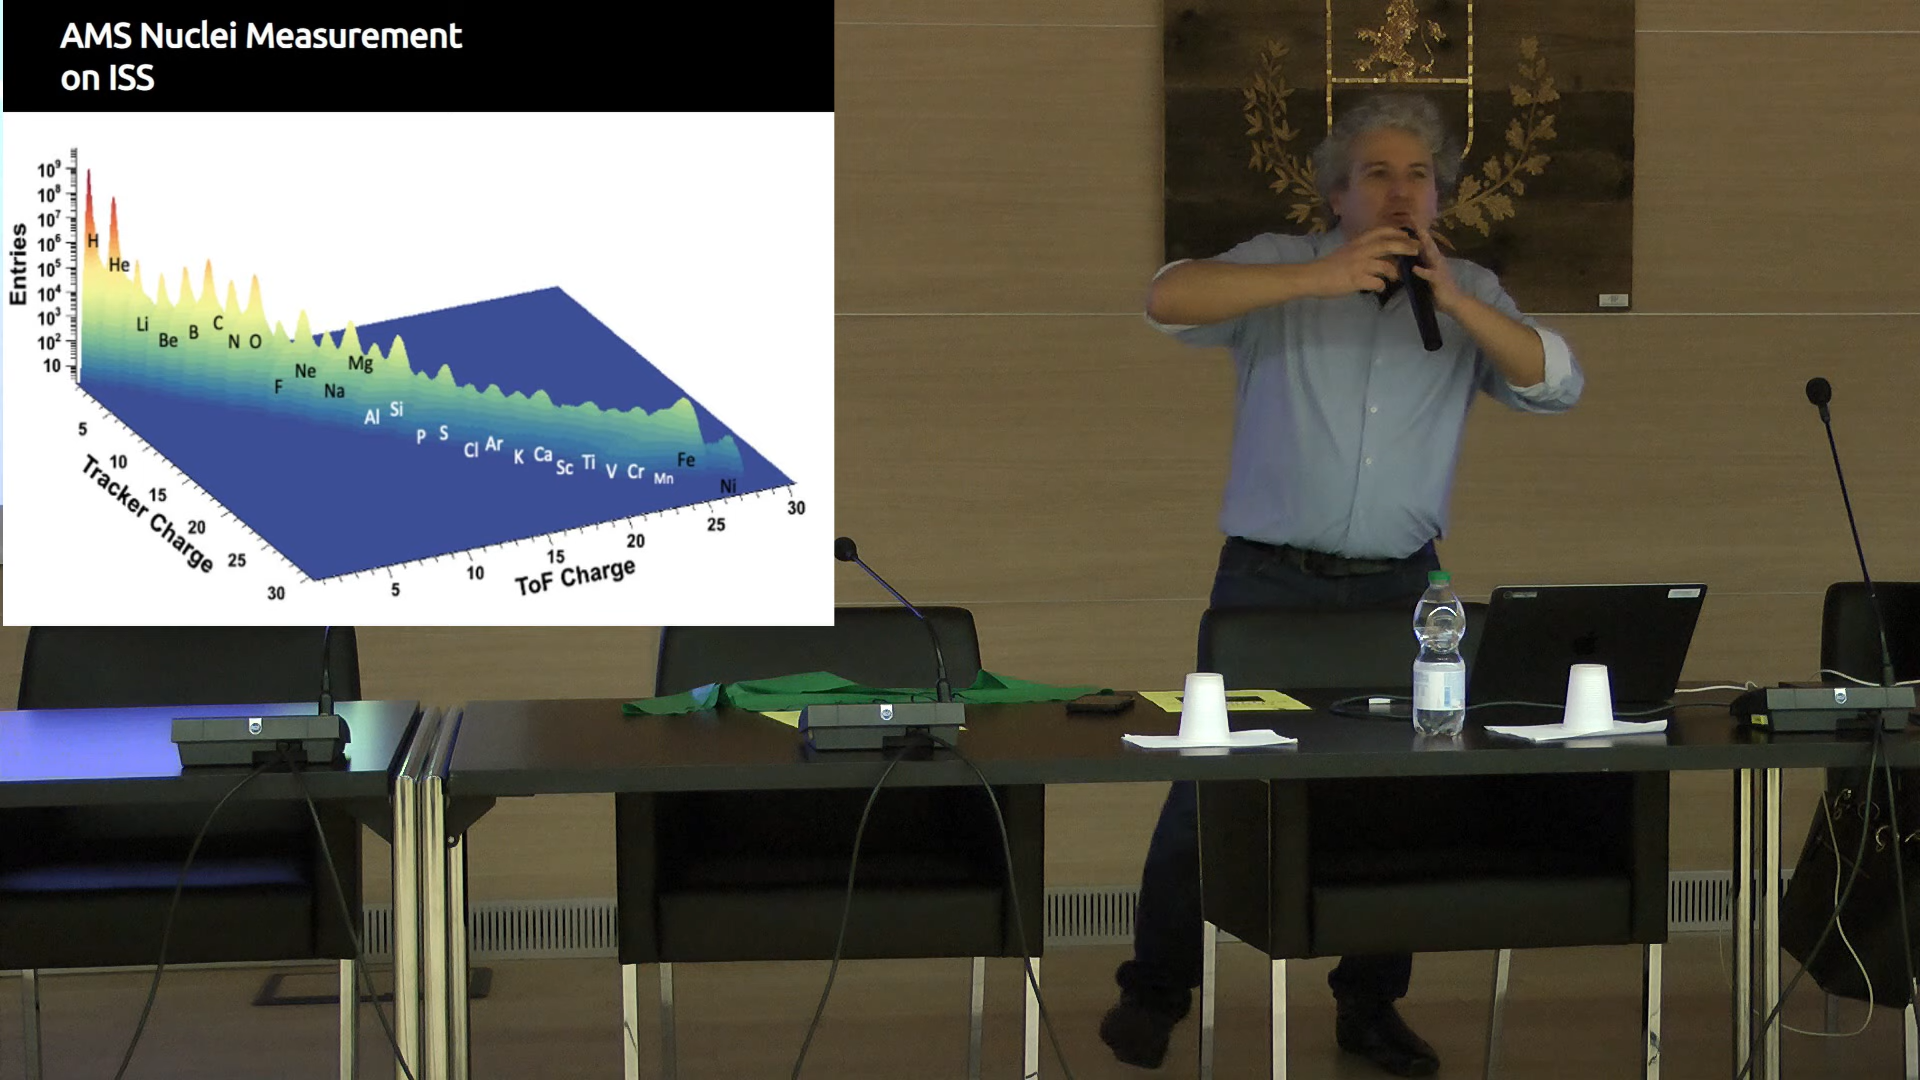 AMS Nuclei Measurement
on ISS
Entries
10⁹
10⁸
10⁷
10⁶
10⁵
10⁴
10³
10²
10
H
He
Li
Be
B
C
N
O
F
Ne
Na
Mg
Al
Si
P
S
Cl
Ar
K
Ca
Sc
Ti
V
Cr
Mn
Fe
Ni
5
10
15
20
25
30
Tracker Charge
5
10
15
20
25
30
ToF Charge